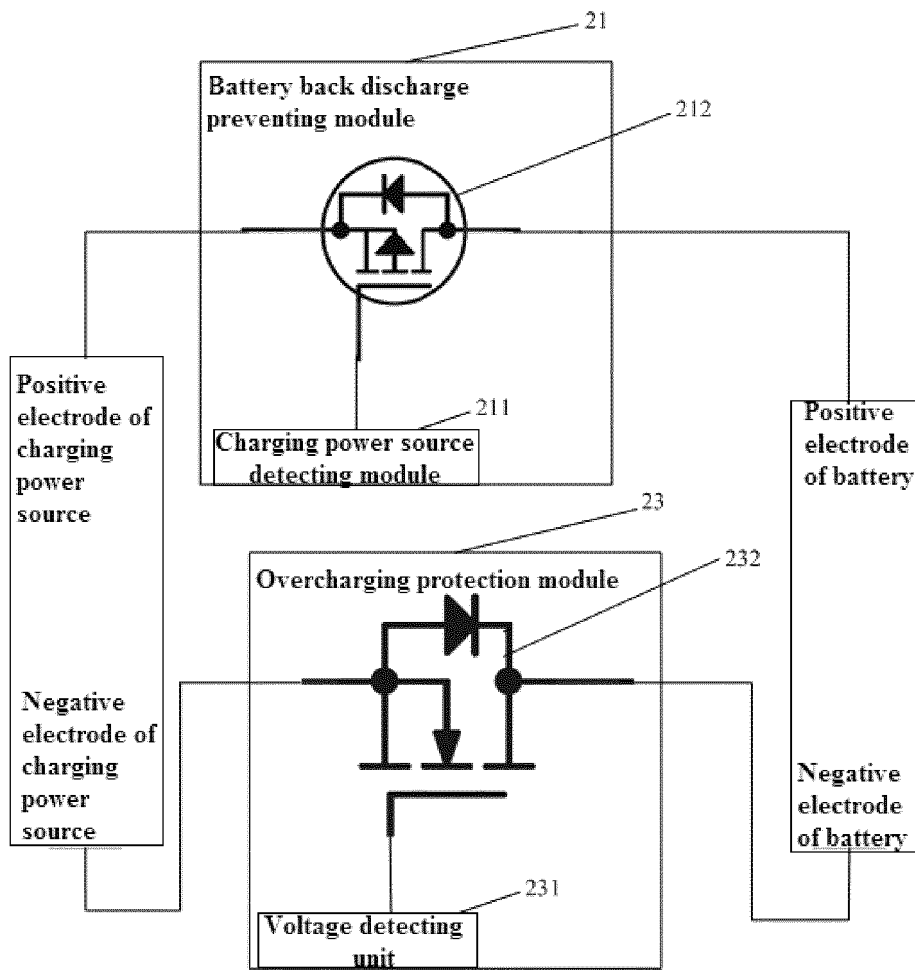 21
Battery back discharge
preventing module
212
Positive
electrode of
charging
power
source
211
Charging power source
detecting module
Positive
electrode
of battery
23
Overcharging protection module
232
Negative
electrode of
charging
power
source
Negative
electrode
of battery
231
Voltage detecting
unit